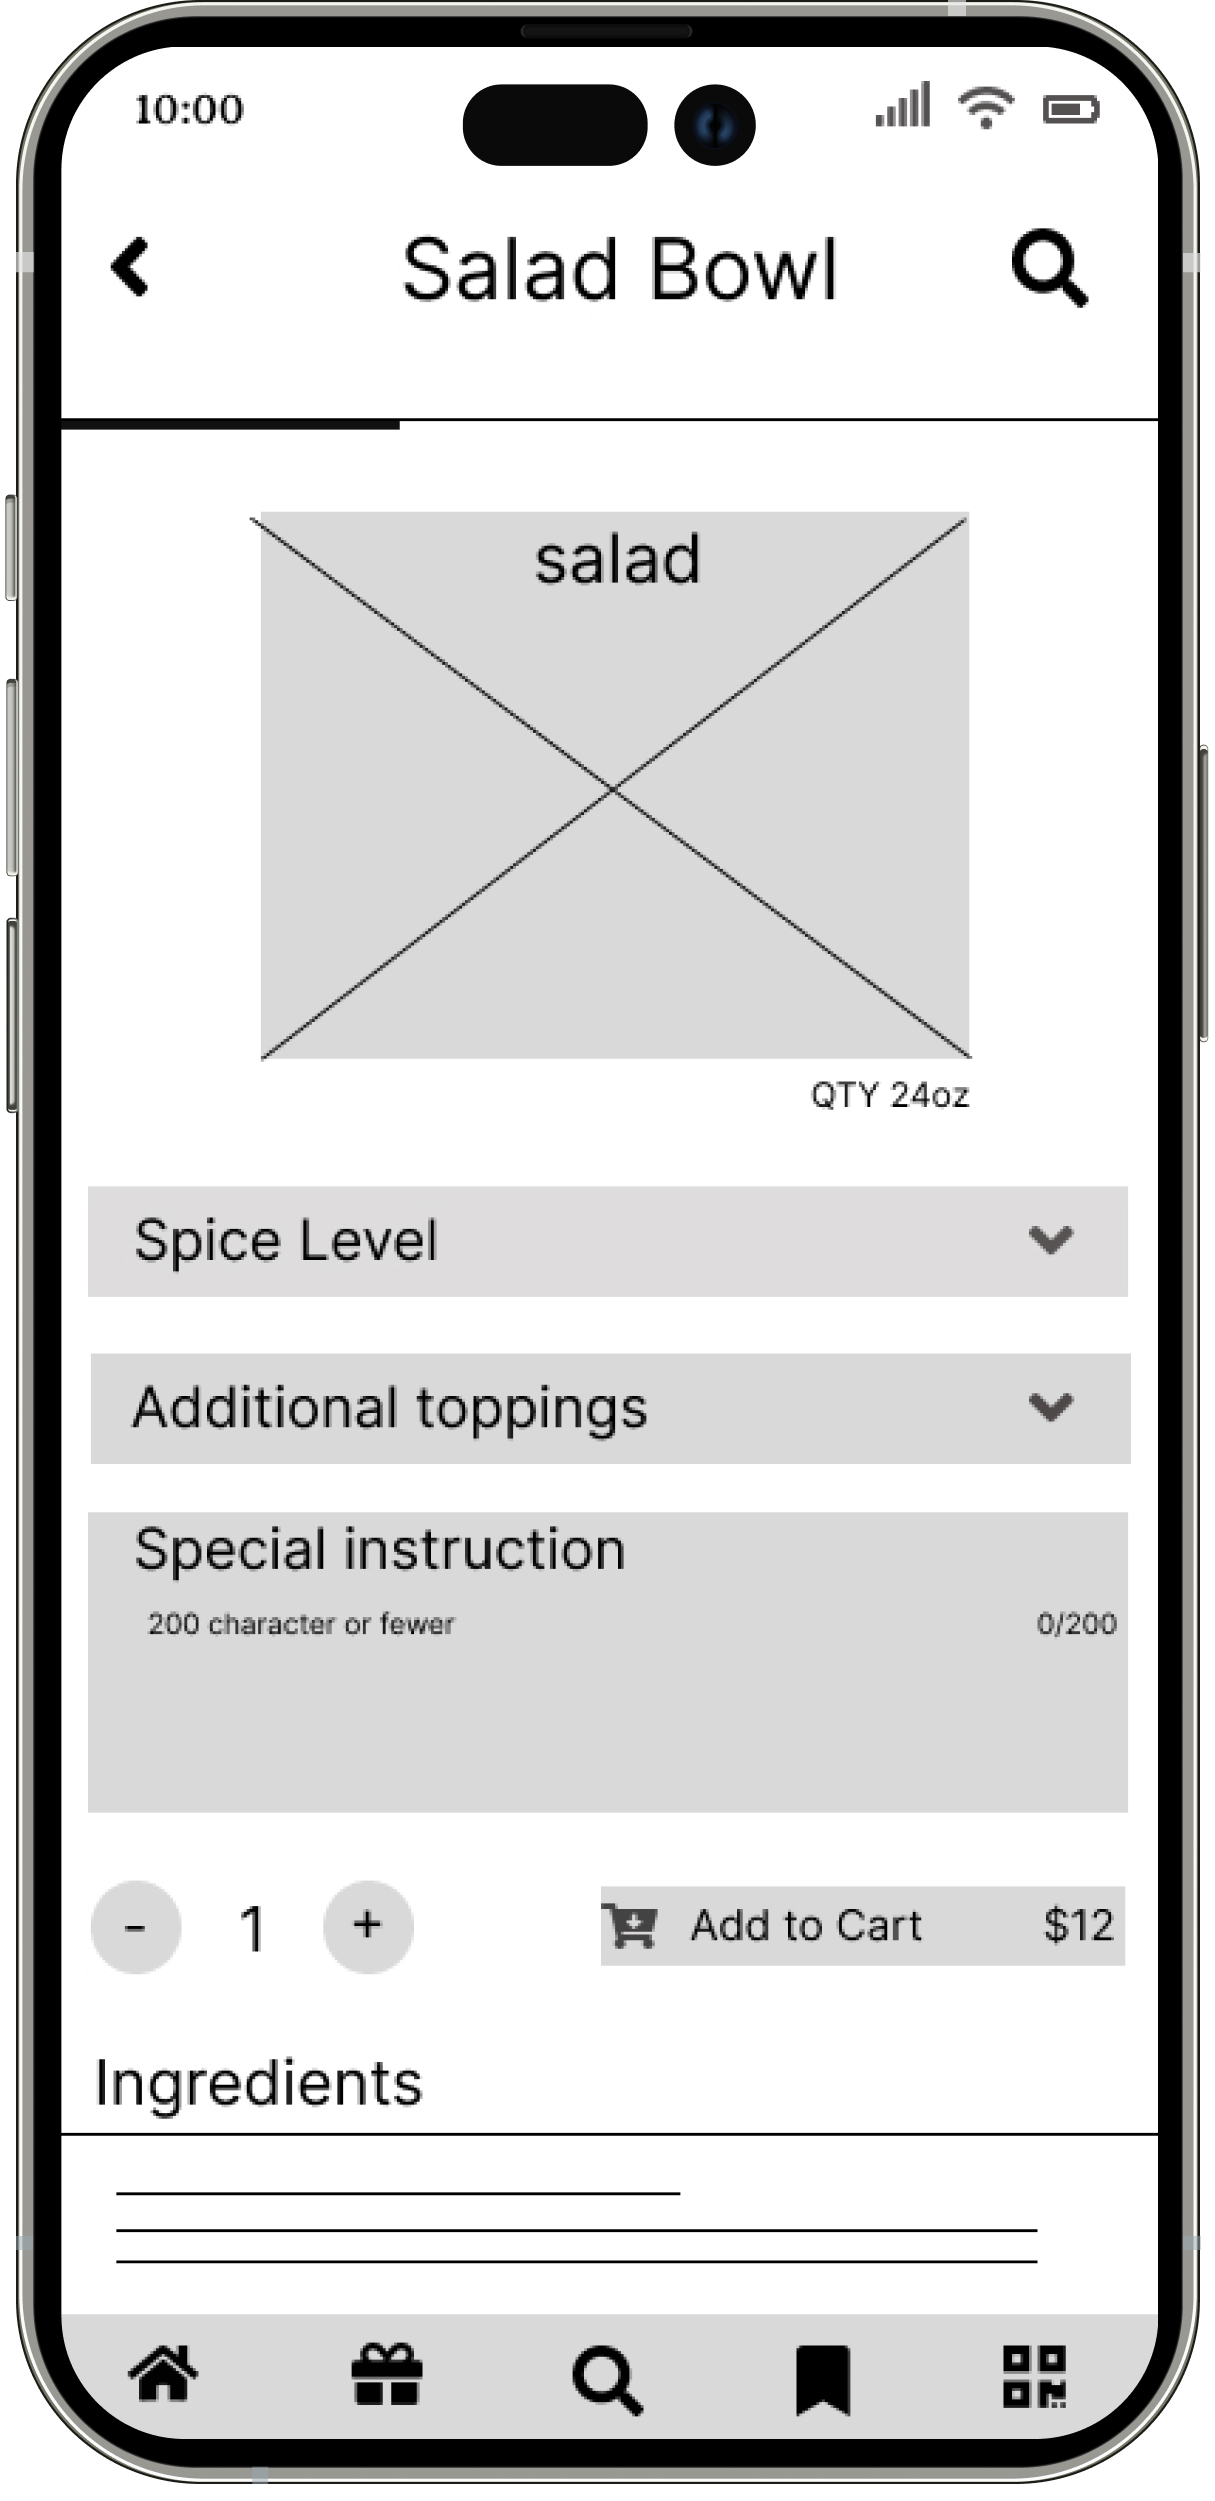 10:00
Salad Bowl
salad
QTY 24oz
Spice Level
Additional toppings
Special instruction
200 character or fewer
0/200
-
1
+
Add to Cart
$12
Ingredients